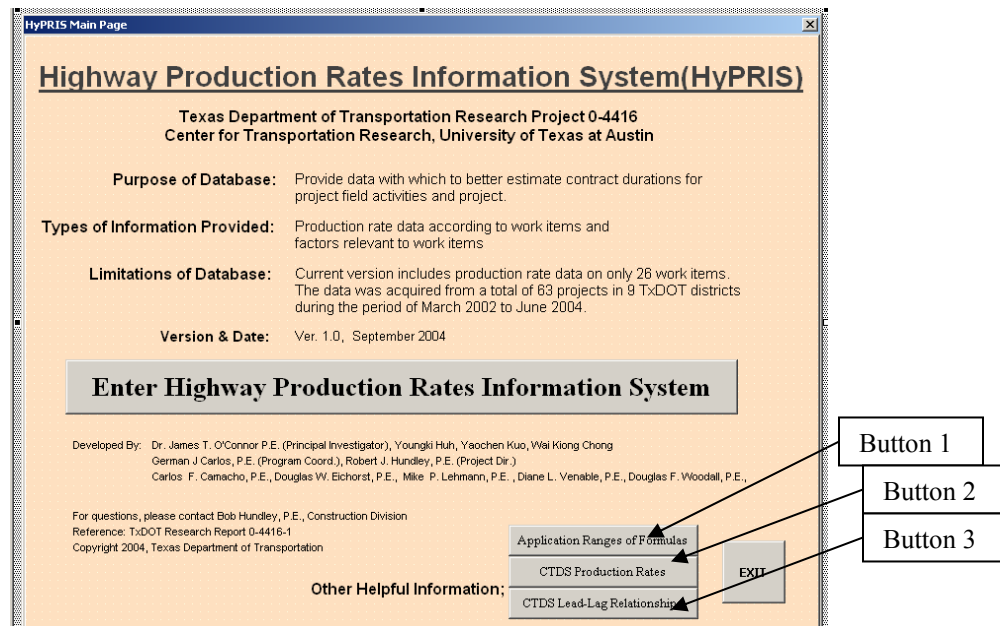 HyPRIS Main Page
Highway Production Rates Information System(HyPRIS)
Texas Department of Transportation Research Project 0-4416
Center for Transportation Research, University of Texas at Austin
Purpose of Database: Provide data with which to better estimate contract durations for
project field activities and project.
Types of Information Provided: Production rate data according to work items and
factors relevant to work items
Limitations of Database: Current version includes production rate data on only 26 work items.
The data was acquired from a total of 63 projects in 9 TxDOT districts
during the period of March 2002 to June 2004.
Version & Date: Ver. 1.0, September 2004
Enter Highway Production Rates Information System
Developed By: Dr. James T. O'Connor P.E. (Principal Investigator), Youngki Huh, Yaochen Kuo, Wai Kiong Chong
German J Carlos, P.E. (Program Coord.), Robert J. Hundley, P.E. (Project Dir.)
Carlos F. Camacho, P.E., Douglas W. Eichorst, P.E., Mike P. Lehmann, P.E. , Diane L. Venable, P.E., Douglas F. Woodall, P.E.,
For questions, please contact Bob Hundley, P.E., Construction Division
Reference: TxDOT Research Report 0-4416-1
Copyright 2004, Texas Department of Transportation
Other Helpful Information;
Application Ranges of Formulas
CTDS Production Rates
CTDS Lead-Lag Relationships
EXIT
Button 1
Button 2
Button 3